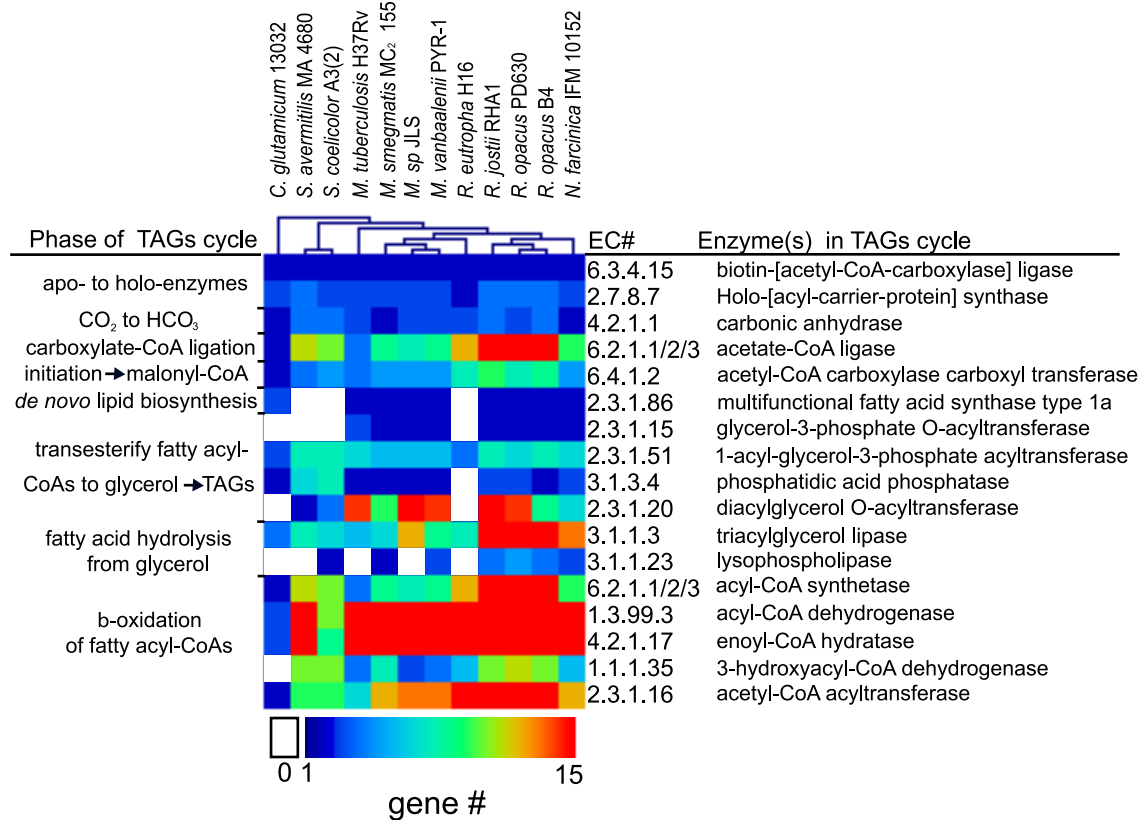 C. glutamicum 13032
S. avermitilis MA 4680
S. coelicolor A3(2)
M. tuberculosis H37Rv
M. smegmatis MC₂ 155
M. sp JLS
M. vanbaalenii PYR-1
R. eutropha H16
R. jostii RHA1
R. opacus PD630
R. opacus B4
N. farcinica IFM 10152
Phase of TAGs cycle
EC#
Enzyme(s) in TAGs cycle
apo- to holo-enzymes
6.3.4.15 biotin-[acetyl-CoA-carboxylase] ligase
2.7.8.7 Holo-[acyl-carrier-protein] synthase
CO₂ to HCO₃
4.2.1.1 carbonic anhydrase
carboxylate-CoA ligation
6.2.1.1/2/3 acetate-CoA ligase
initiation➔malonyl-CoA
6.4.1.2 acetyl-CoA carboxylase carboxyl transferase
de novo lipid biosynthesis
2.3.1.86 multifunctional fatty acid synthase type 1a
2.3.1.15 glycerol-3-phosphate O-acyltransferase
transesterify fatty acyl-
2.3.1.51 1-acyl-glycerol-3-phosphate acyltransferase
CoAs to glycerol ➔TAGs
3.1.3.4 phosphatidic acid phosphatase
2.3.1.20 diacylglycerol O-acyltransferase
fatty acid hydrolysis
3.1.1.3 triacylglycerol lipase
from glycerol
3.1.1.23 lysophospholipase
6.2.1.1/2/3 acyl-CoA synthetase
b-oxidation
1.3.99.3 acyl-CoA dehydrogenase
of fatty acyl-CoAs
4.2.1.17 enoyl-CoA hydratase
1.1.1.35 3-hydroxyacyl-CoA dehydrogenase
2.3.1.16 acetyl-CoA acyltransferase
0 1 15
gene #